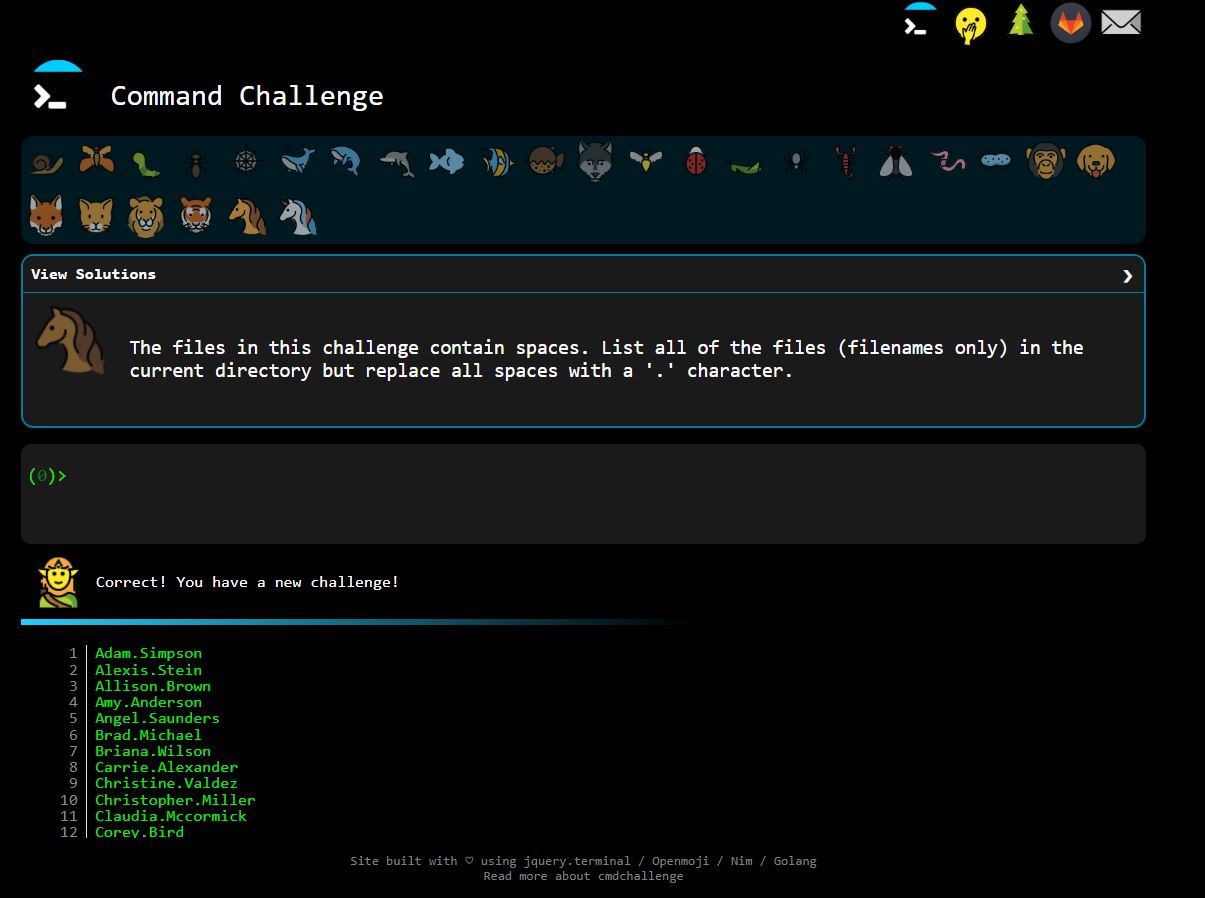 Command Challenge
View Solutions
The files in this challenge contain spaces. List all of the files (filenames only) in the
current directory but replace all spaces with a '.' character.
(0)>
Correct! You have a new challenge!
1 Adam.Simpson
2 Alexis.Stein
3 Allison.Brown
4 Amy.Anderson
5 Angel.Saunders
6 Brad.Michael
7 Briana.Wilson
8 Carrie.Alexander
9 Christine.Valdez
10 Christopher.Miller
11 Claudia.Mccormick
12 Corey.Bird
Site built with ♡ using jquery.terminal / Openmoji / Nim / Golang
Read more about cmdchallenge